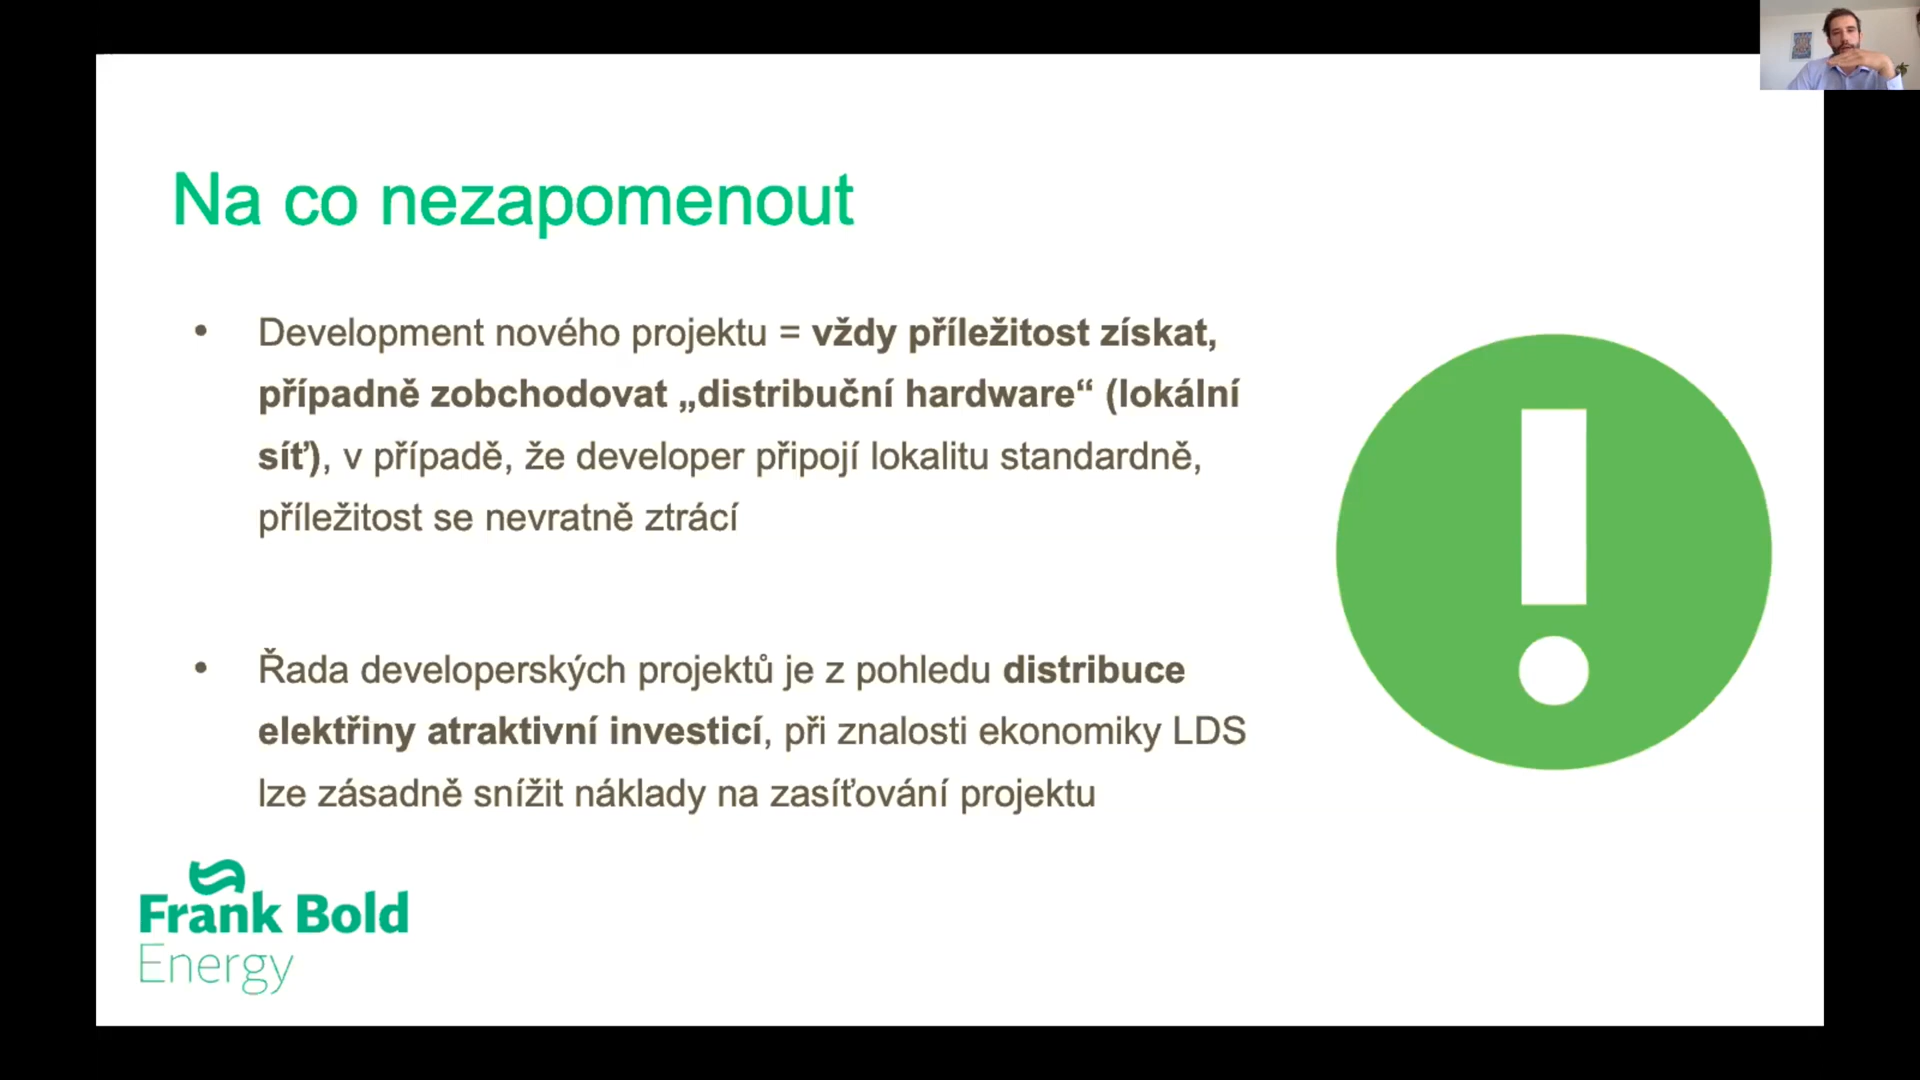 Na co nezapomenout
• Development nového projektu = vždy příležitost získat,
případně zobchodovat „distribuční hardware“ (lokální
síť), v případě, že developer připojí lokalitu standardně,
příležitost se nevratně ztrácí
• Řada developerských projektů je z pohledu distribuce
elektřiny atraktivní investicí, při znalosti ekonomiky LDS
lze zásadně snížit náklady na zasíťování projektu
Frank Bold
Energy